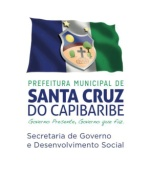 PREFEITURA MUNICIPAL DE
SANTA CRUZ
DO CAPIBARIBE
Governo Presente, Governo que Faz.
Secretaria de Governo
e Desenvolvimento Social